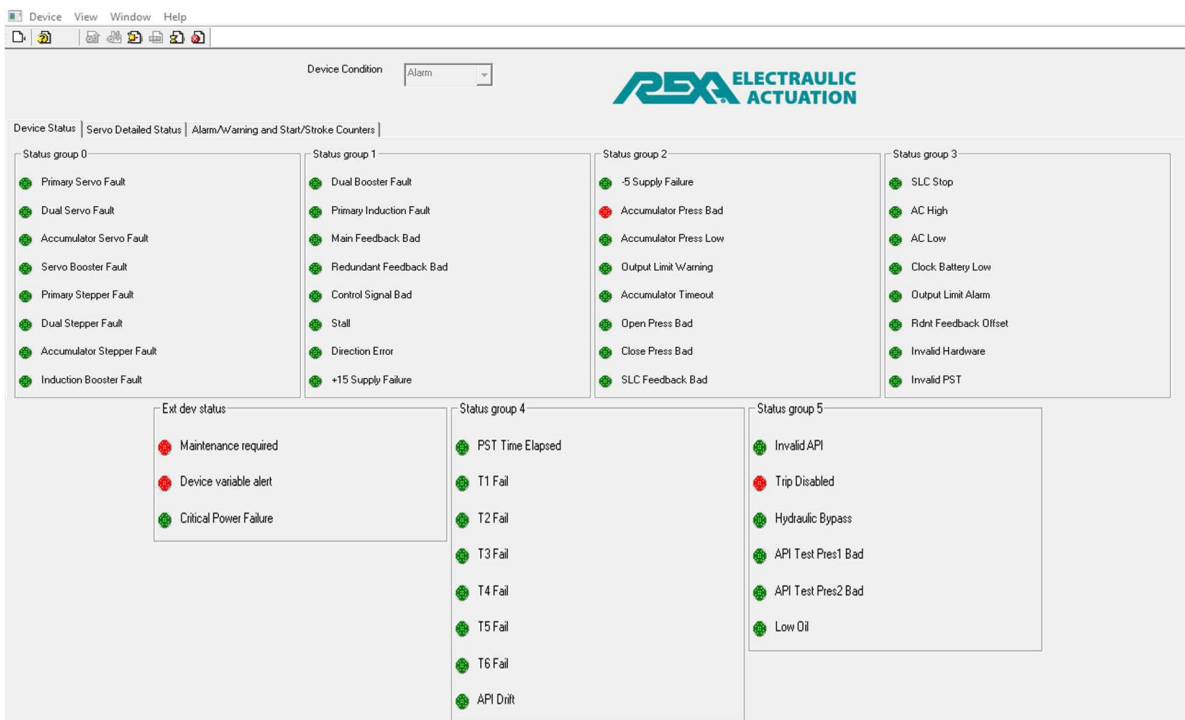 Device View Window Help
Device Condition Alarm
REXA ELECTRAULIC
ACTUATION
Device Status Servo Detailed Status Alarm/Warning and Start/Stroke Counters
Status group 0
Primary Servo Fault
Dual Servo Fault
Accumulator Servo Fault
Servo Booster Fault
Primary Stepper Fault
Dual Stepper Fault
Accumulator Stepper Fault
Induction Booster Fault
Status group 1
Dual Booster Fault
Primary Induction Fault
Main Feedback Bad
Redundant Feedback Bad
Control Signal Bad
Stall
Direction Error
+15 Supply Failure
Status group 2
-5 Supply Failure
Accumulator Press Bad
Accumulator Press Low
Output Limit Warning
Accumulator Timeout
Open Press Bad
Close Press Bad
SLC Feedback Bad
Status group 3
SLC Stop
AC High
AC Low
Clock Battery Low
Output Limit Alarm
Rdnt Feedback Offset
Invalid Hardware
Invalid PST
Ext dev status
Maintenance required
Device variable alert
Critical Power Failure
Status group 4
PST Time Elapsed
T1 Fail
T2 Fail
T3 Fail
T4 Fail
T5 Fail
T6 Fail
API Drift
Status group 5
Invalid API
Trip Disabled
Hydraulic Bypass
API Test Pres1 Bad
API Test Pres2 Bad
Low Oil